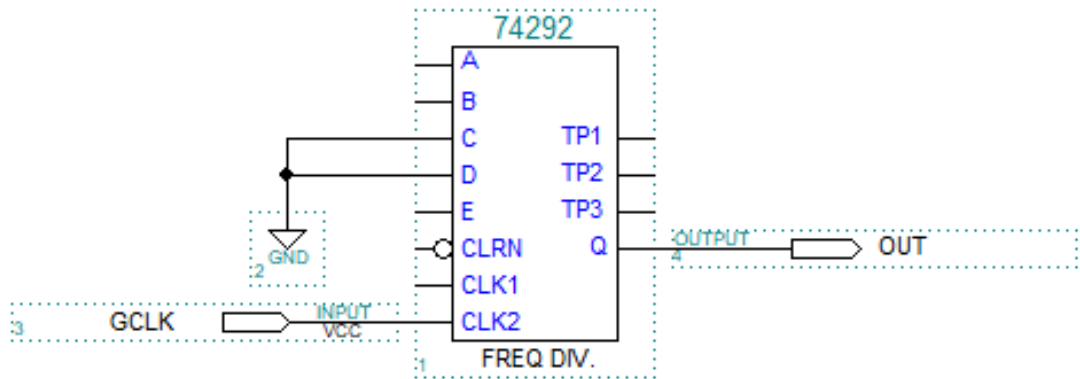 74292
A
B
C
D
E
CLRN
CLK1
CLK2
TP1
TP2
TP3
Q
FREQ DIV.
1
GND
2
GCLK
INPUT
VCC
3
OUTPUT
OUT
4